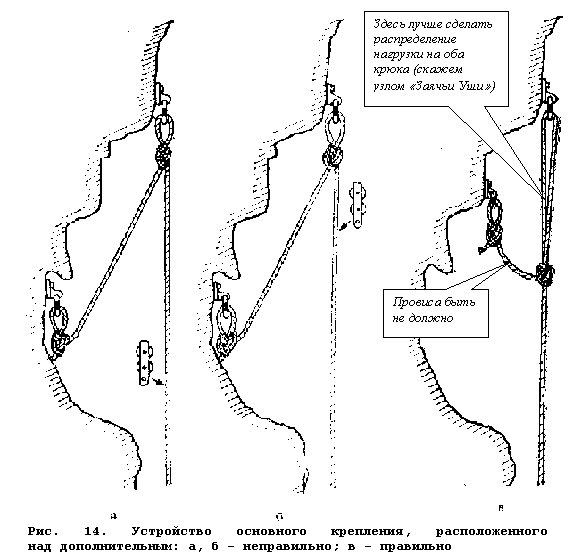 Здесь лучше сделать
распределение
нагрузки на оба
крюка (скажем
узлом «Заячьи Уши»)
Провиса быть
не должно
а
б
в
Рис. 14. Устройство основного крепления, расположенного
над дополнительным: а, б - неправильно; в - правильно